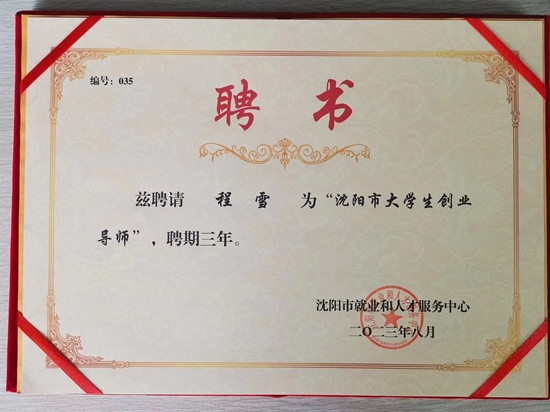 编号：035
聘 书
兹聘请 程 雪 为“沈阳市大学生创业
导师”，聘期三年。
沈阳市就业和人才服务中心
二〇二三年八月